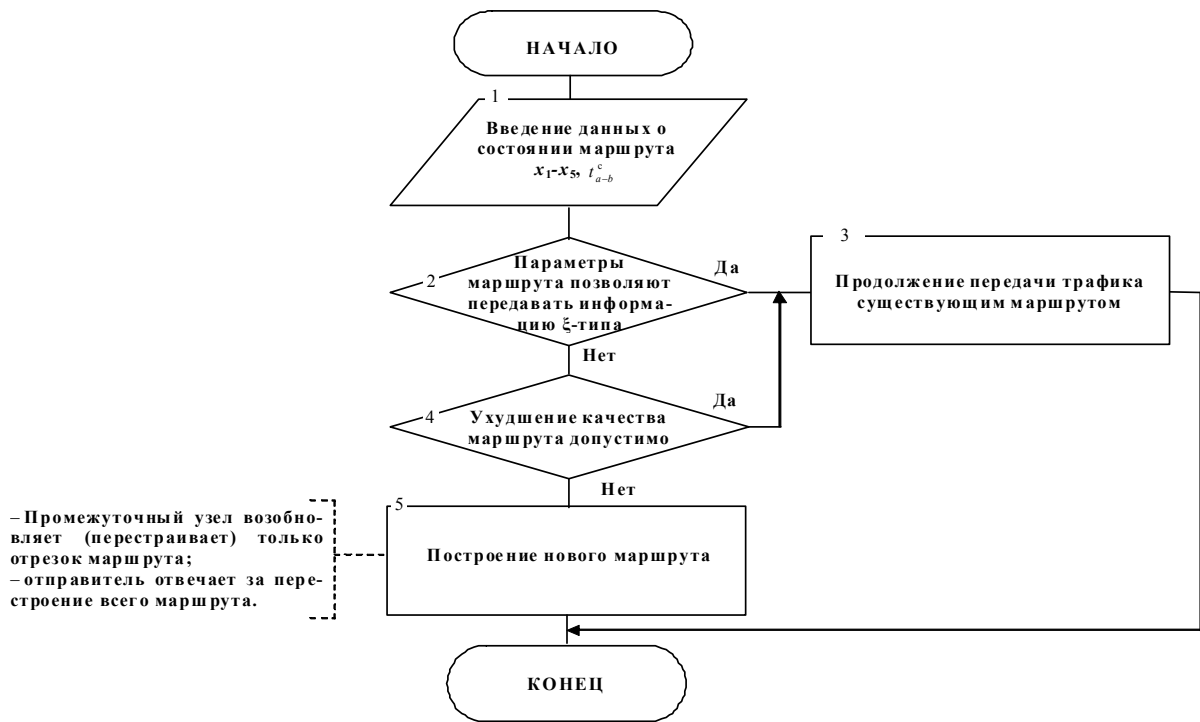 НАЧАЛО
1
Введение данных о
состоянии маршрута
x₁-x₅, tᶜₐ₋b
2
Параметры
маршрута позволяют
передавать информа-
цию ξ-типа
Да
3
Продолжение передачи трафика
существующим маршрутом
Нет
4
Ухудшение качества
маршрута допустимо
Да
Нет
5
Построение нового маршрута
– Промежуточный узел возобно-
вляет (перестраивает) только
отрезок маршрута;
– отправитель отвечает за пере-
строение всего маршрута.
КОНЕЦ